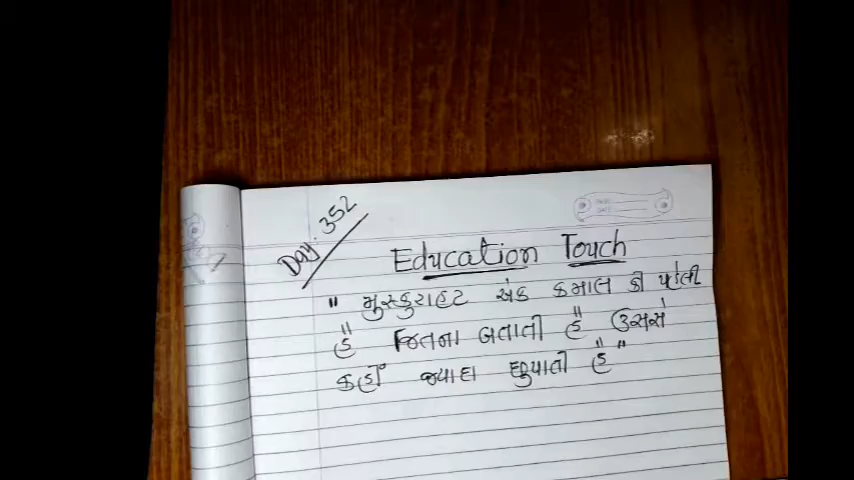 Day. 352
Education Touch
" મુસ્કુરાહટ એક કમાલ કી પહેલી
હૈ જિતના બતાતી હૈ ઉસસે
કહીં જ્યાદા છુપાતી હૈ "